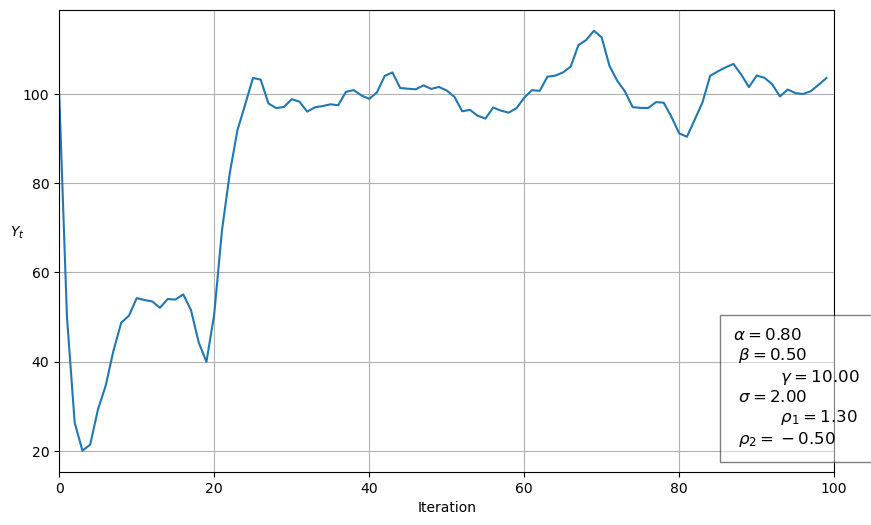 100
80
Y_t
60
40
20
0 20 40 60 80 100
Iteration
α = 0.80
β = 0.50
γ = 10.00
σ = 2.00
ρ₁ = 1.30
ρ₂ = −0.50